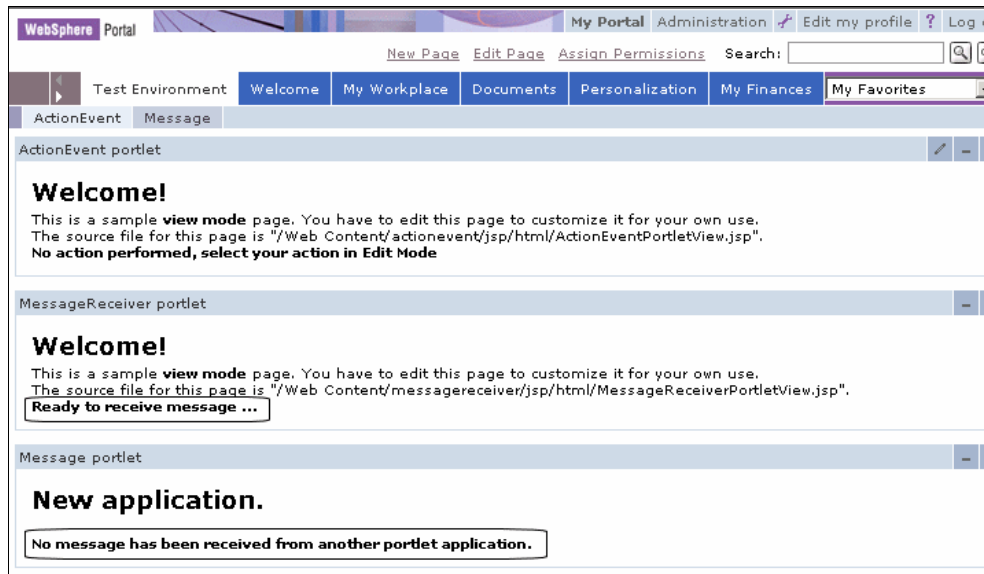 WebSphere Portal
My Portal Administration Edit my profile ? Log
New Page Edit Page Assign Permissions Search:
Test Environment Welcome My Workplace Documents Personalization My Finances My Favorites
ActionEvent Message
ActionEvent portlet
Welcome!
This is a sample view mode page. You have to edit this page to customize it for your own use.
The source file for this page is "/Web Content/actionevent/jsp/html/ActionEventPortletView.jsp".
No action performed, select your action in Edit Mode
MessageReceiver portlet
Welcome!
This is a sample view mode page. You have to edit this page to customize it for your own use.
The source file for this page is "/Web Content/messagereceiver/jsp/html/MessageReceiverPortletView.jsp".
Ready to receive message ...
Message portlet
New application.
No message has been received from another portlet application.